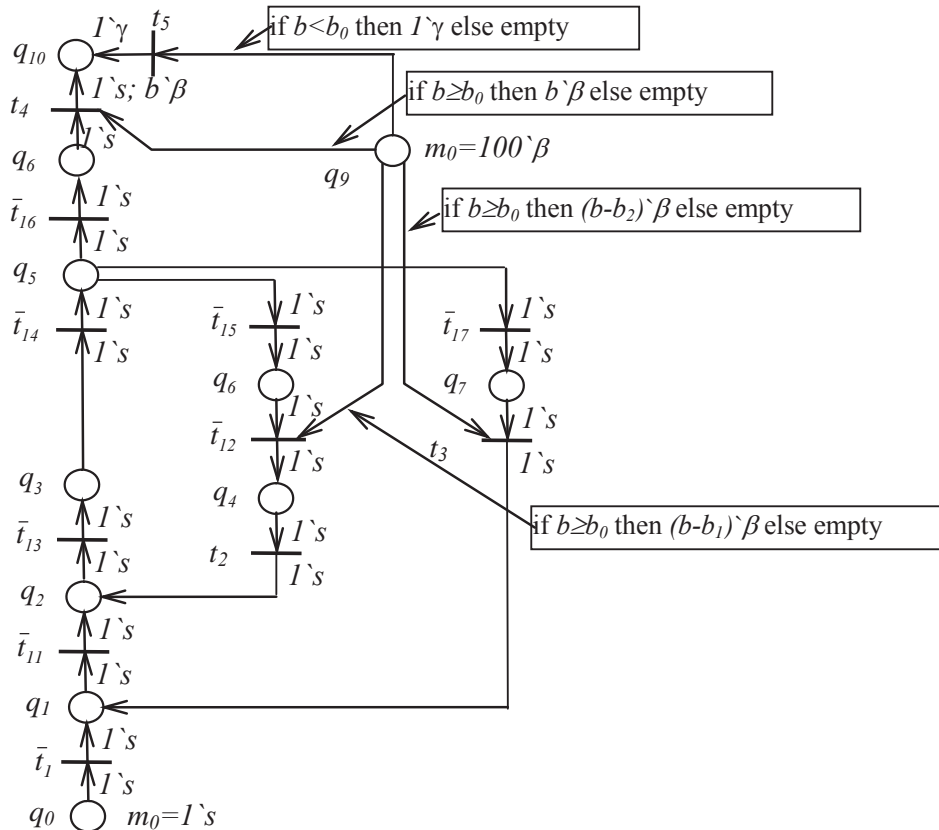 1`γ t5 if b<b0 then 1`γ else empty
q10
1`s; b`β if b≥b0 then b`β else empty
t4
1`s
q6 m0=100`β
q9
1`s
t̄16 if b≥b0 then (b-b2)`β else empty
1`s
q5
1`s 1`s 1`s
t̄14 t̄15 t̄17
1`s 1`s
q6 q7
1`s 1`s
t̄12
1`s t3 1`s
q3 q4
1`s 1`s if b≥b0 then (b-b1)`β else empty
t̄13 t2
1`s 1`s
q2
1`s
t̄11
1`s
q1
1`s
t̄1
1`s
q0 m0=1`s